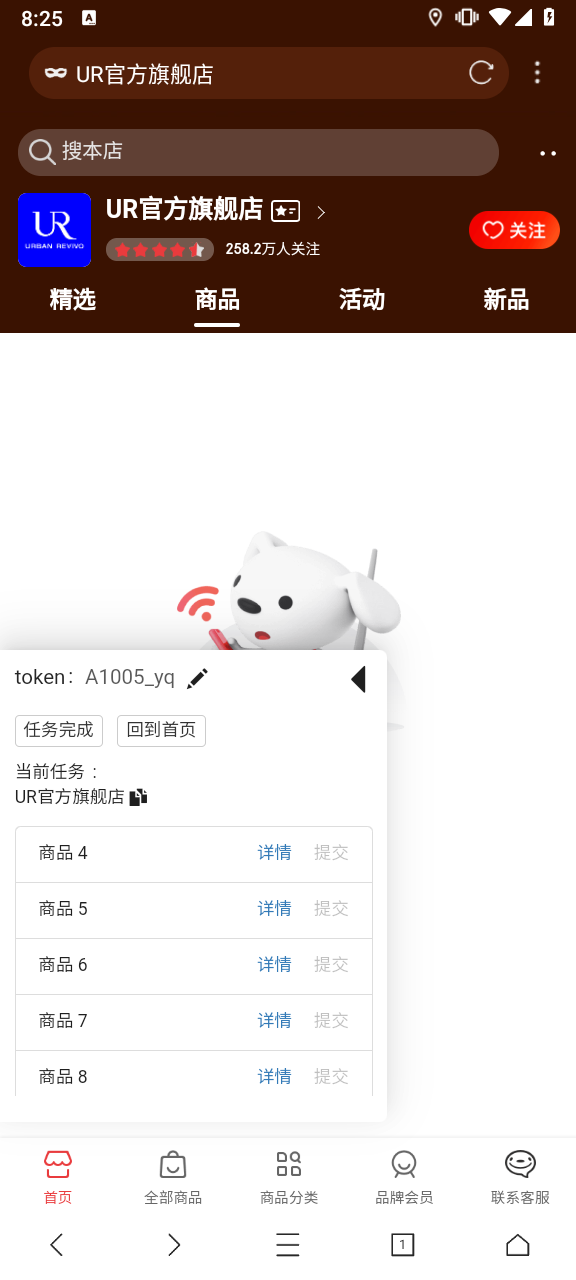 8:25
A
UR官方旗舰店
搜本店
UR
URBAN REVIVO
UR官方旗舰店
258.2万人关注
关注
精选
商品
活动
新品
token: A1005_yq
任务完成
回到首页
当前任务：
UR官方旗舰店
商品 4 详情 提交
商品 5 详情 提交
商品 6 详情 提交
商品 7 详情 提交
商品 8 详情 提交
首页
全部商品
商品分类
品牌会员
联系客服
1